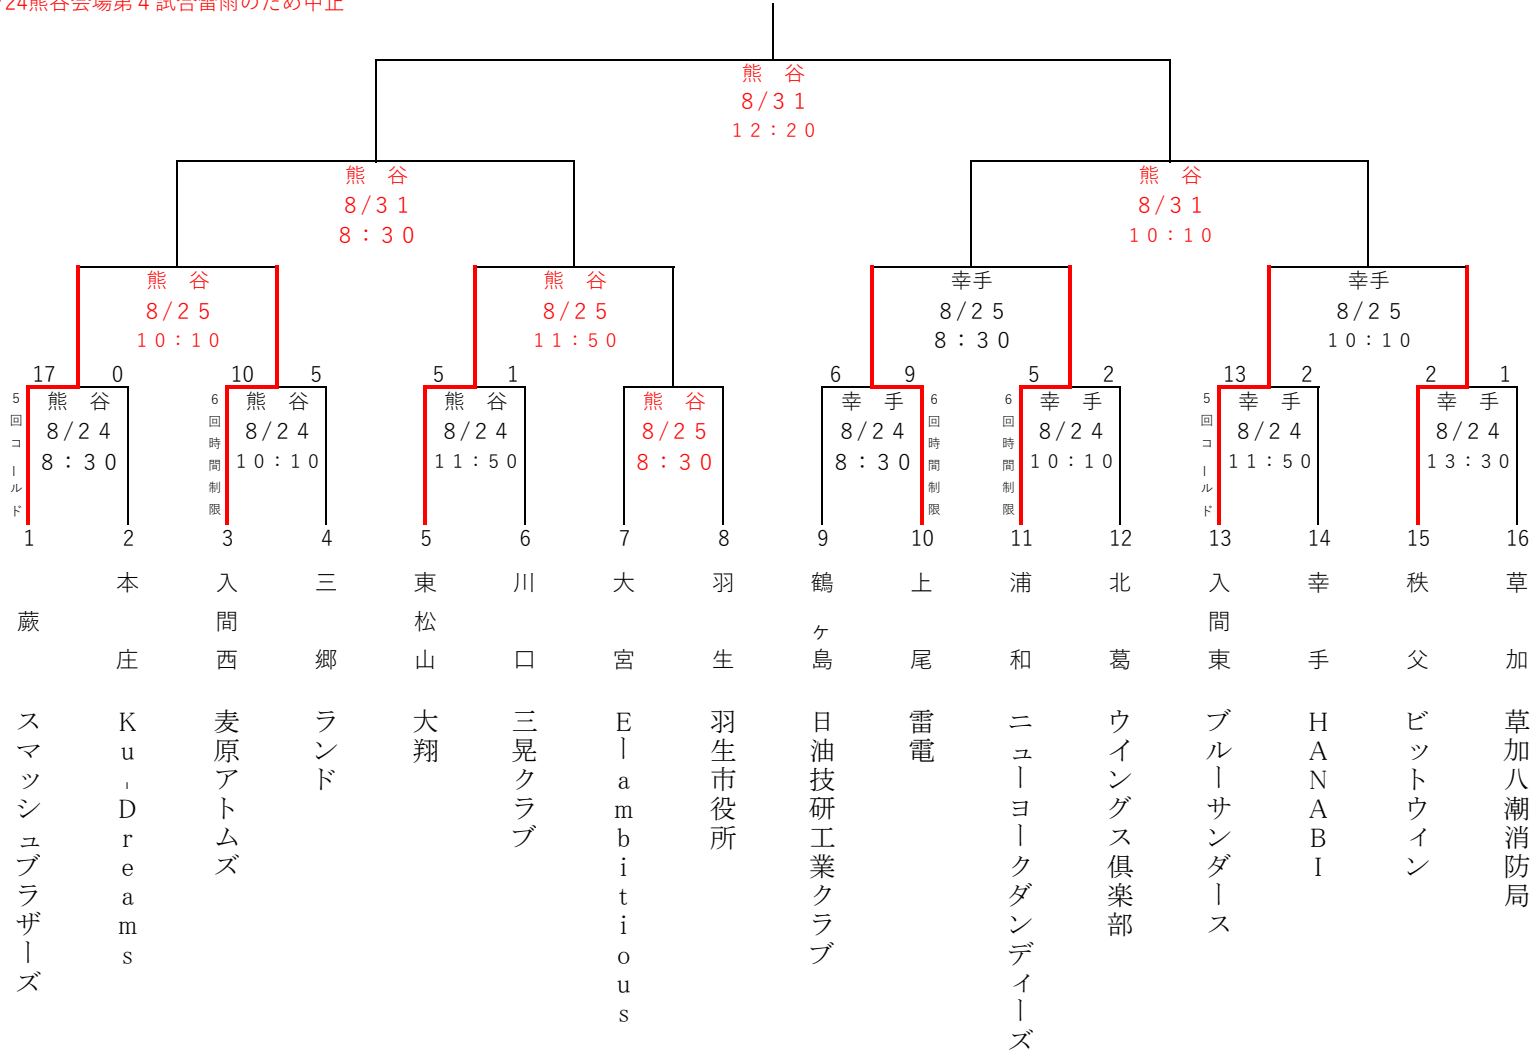 24熊谷会場第４試合雷雨のため中止
熊　谷
8/31
12：20
熊　谷
8/31
8：30
熊　谷
8/31
10：10
熊　谷
8/25
10：10
熊　谷
8/25
11：50
幸手
8/25
8：30
幸手
8/25
10：10
17 0 10 5 5 1 6 9 5 2 13 2 2 1
5回コールド
熊　谷
8/24
8：30
6回時間制限
熊　谷
8/24
10：10
熊　谷
8/24
11：50
熊　谷
8/25
8：30
幸　手
8/24
8：30
6回時間制限
6回時間制限
幸　手
8/24
10：10
5回コールド
幸　手
8/24
11：50
幸　手
8/24
13：30
1 2 3 4 5 6 7 8 9 10 11 12 13 14 15 16
蕨
本庄
入間西
三郷
東松山
川口
大宮
羽生
鶴ヶ島
上尾
浦和
北葛
入間東
幸手
秩父
草加
スマッシュブラザーズ
Ku-Dreams
麦原アトムズ
ランド
大翔
三晃クラブ
Eーambitious
羽生市役所
日油技研工業クラブ
雷電
ニューヨークダンディーズ
ウイングス倶楽部
ブルーサンダース
HANABI
ビットウィン
草加八潮消防局